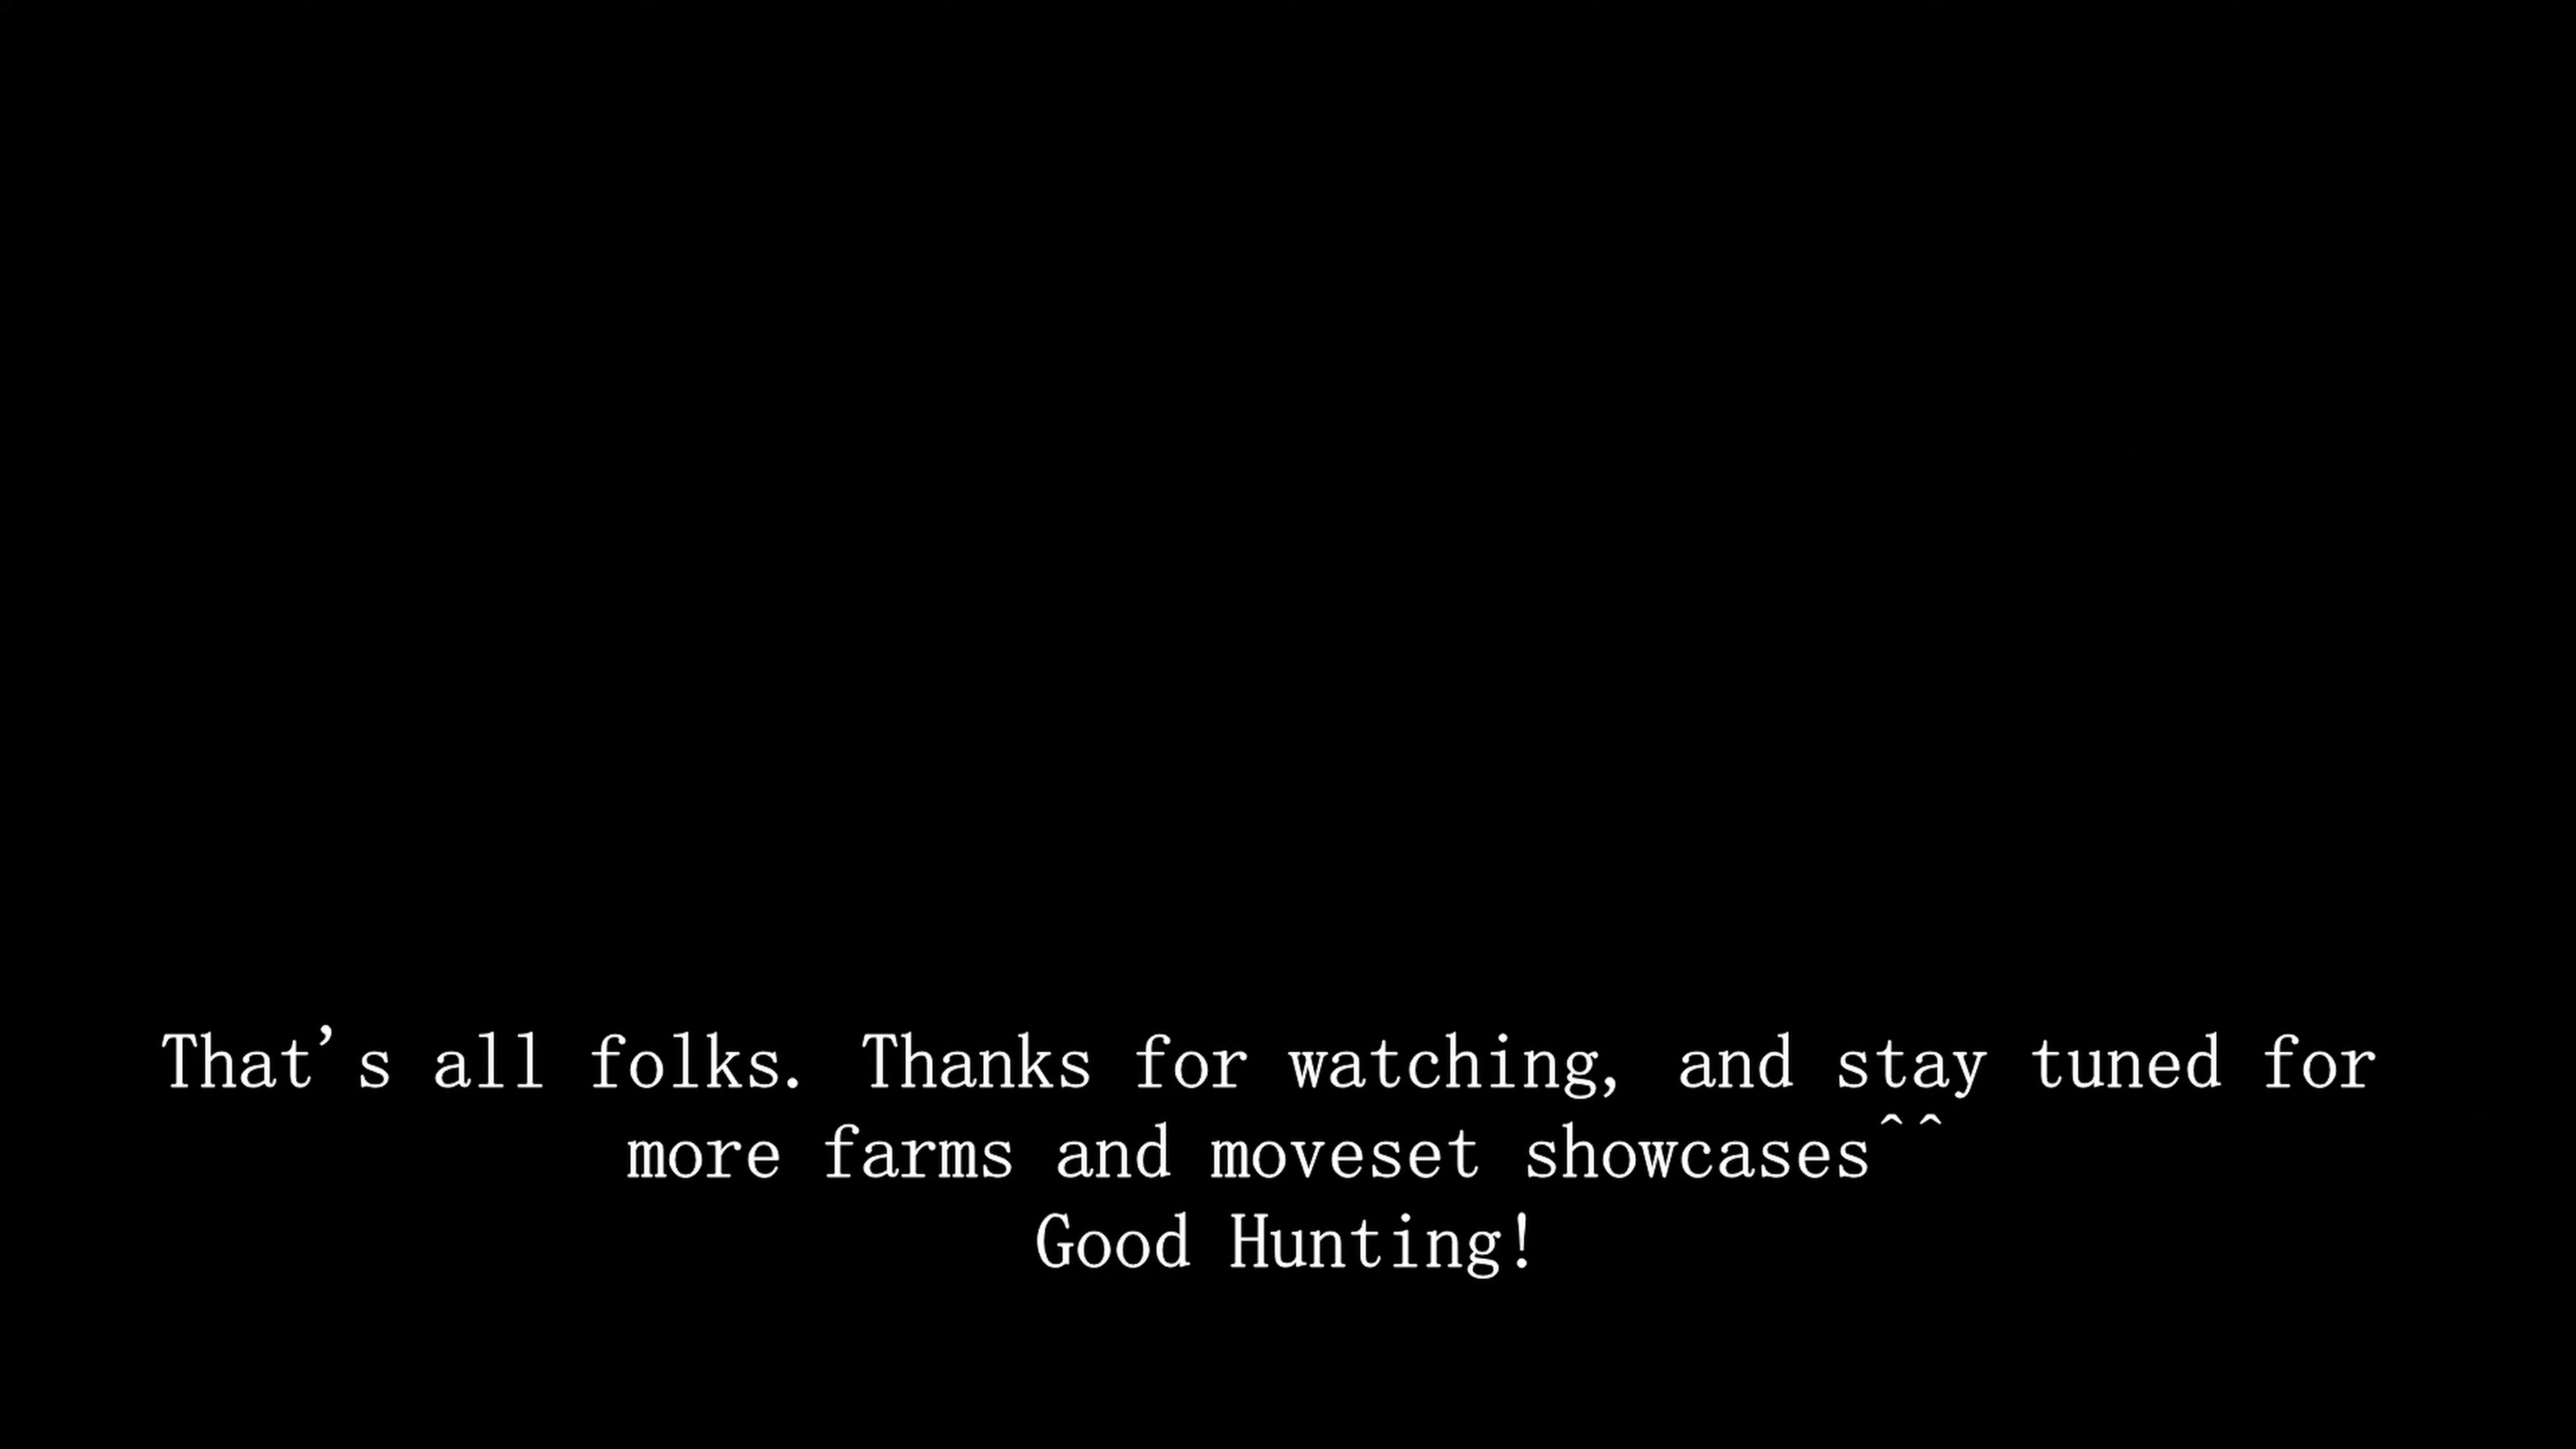 That's all folks. Thanks for watching, and stay tuned for
more farms and moveset showcases^^
Good Hunting!